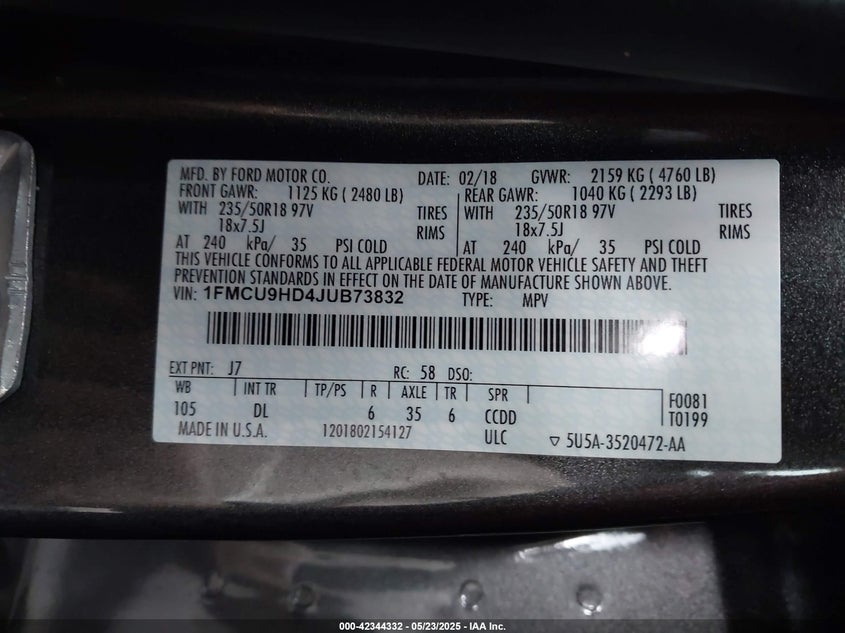 MFD. BY FORD MOTOR CO. DATE: 02/18 GVWR: 2159 KG ( 4760 LB)
FRONT GAWR: 1125 KG ( 2480 LB) REAR GAWR: 1040 KG ( 2293 LB)
WITH 235/50R18 97V TIRES WITH 235/50R18 97V TIRES
18x7.5J RIMS 18x7.5J RIMS
AT 240 kPa/ 35 PSI COLD AT 240 kPa/ 35 PSI COLD
THIS VEHICLE CONFORMS TO ALL APPLICABLE FEDERAL MOTOR VEHICLE SAFETY AND THEFT
PREVENTION STANDARDS IN EFFECT ON THE DATE OF MANUFACTURE SHOWN ABOVE.
VIN: 1FMCU9HD4JUB73832 TYPE: MPV
EXT PNT: J7 RC: 58 DSO:
WB INT TR TP/PS R AXLE TR SPR F0081
105 DL 6 35 6 CCDD T0199
MADE IN U.S.A. 1201802154127 ULC ▽ 5U5A-3520472-AA
000-42344332 - 05/23/2025 - IAA Inc.